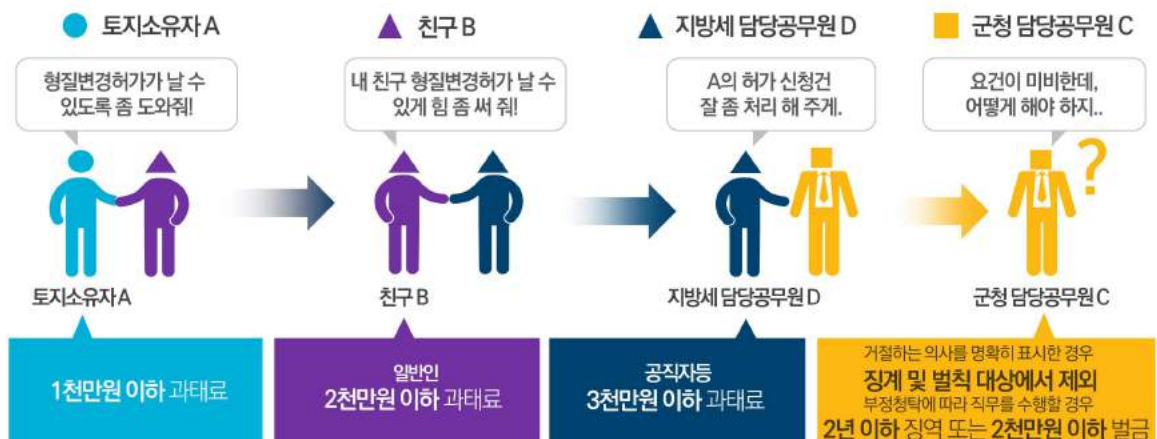 토지소유자 A
친구 B
지방세 담당공무원 D
군청 담당공무원 C
형질변경허가가 날 수
있도록 좀 도와줘!
내 친구 형질변경허가가 날 수
있게 힘 좀 써 줘!
A의 허가 신청건
잘 좀 처리 해 주게.
요건이 미비한데,
어떻게 해야 하지..
?
토지소유자 A
친구 B
지방세 담당공무원 D
군청 담당공무원 C
1천만원 이하 과태료
일반인
2천만원 이하 과태료
공직자등
3천만원 이하 과태료
거절하는 의사를 명확히 표시한 경우
징계 및 벌칙 대상에서 제외
부정청탁에 따라 직무를 수행할 경우
2년 이하 징역 또는 2천만원 이하 벌금